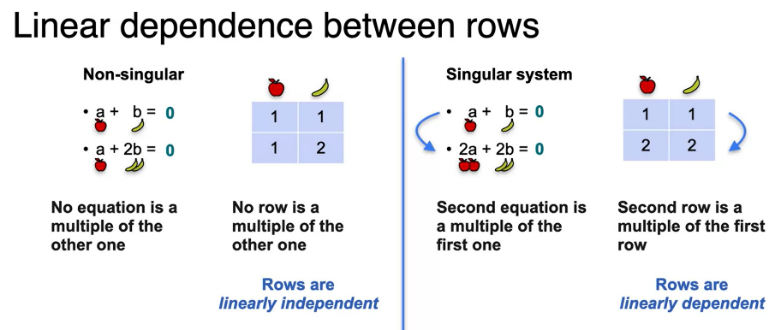 Linear dependence between rows
Non-singular
• a + b = 0
• a + 2b = 0
1 1
1 2
No equation is a
multiple of the
other one
No row is a
multiple of the
other one
Rows are
linearly independent
Singular system
• a + b = 0
• 2a + 2b = 0
1 1
2 2
Second equation is
a multiple of the
first one
Second row is a
multiple of the first
row
Rows are
linearly dependent